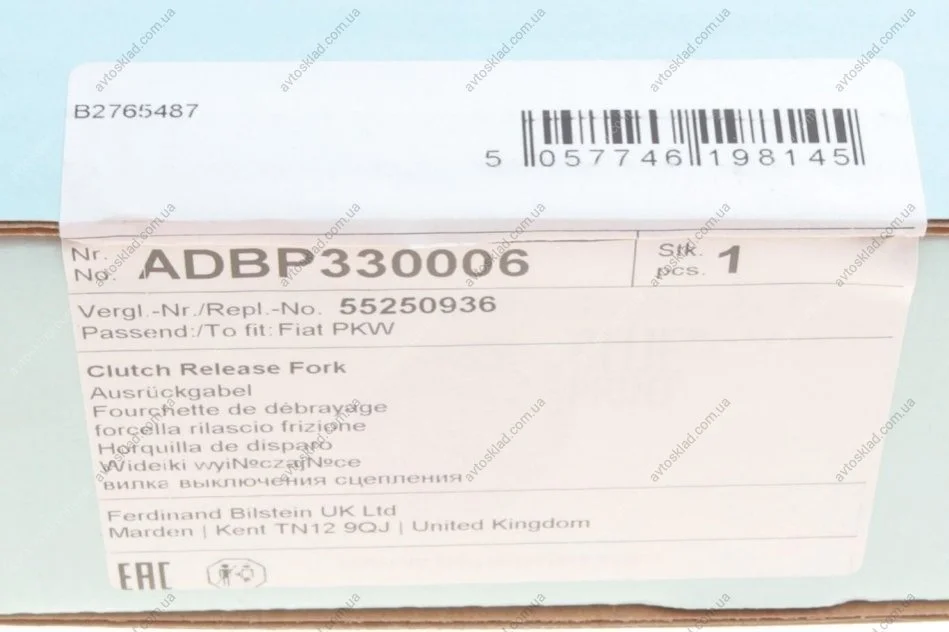 B2765487
5 057746 198145
Nr. No. ADBP330006 Stk. pcs. 1
Vergl.-Nr./Repl.-No. 55250936
Passend:/To fit: Fiat PKW
Clutch Release Fork
Ausrückgabel
Fourchette de débrayage
forcella rilascio frizione
Horquilla de disparo
Wideiki wyi№czaj№ce
вилка выключения сцепления
Ferdinand Bilstein UK Ltd
Marden | Kent TN12 9QJ | United Kingdom
EAC
avtosklad.com.ua